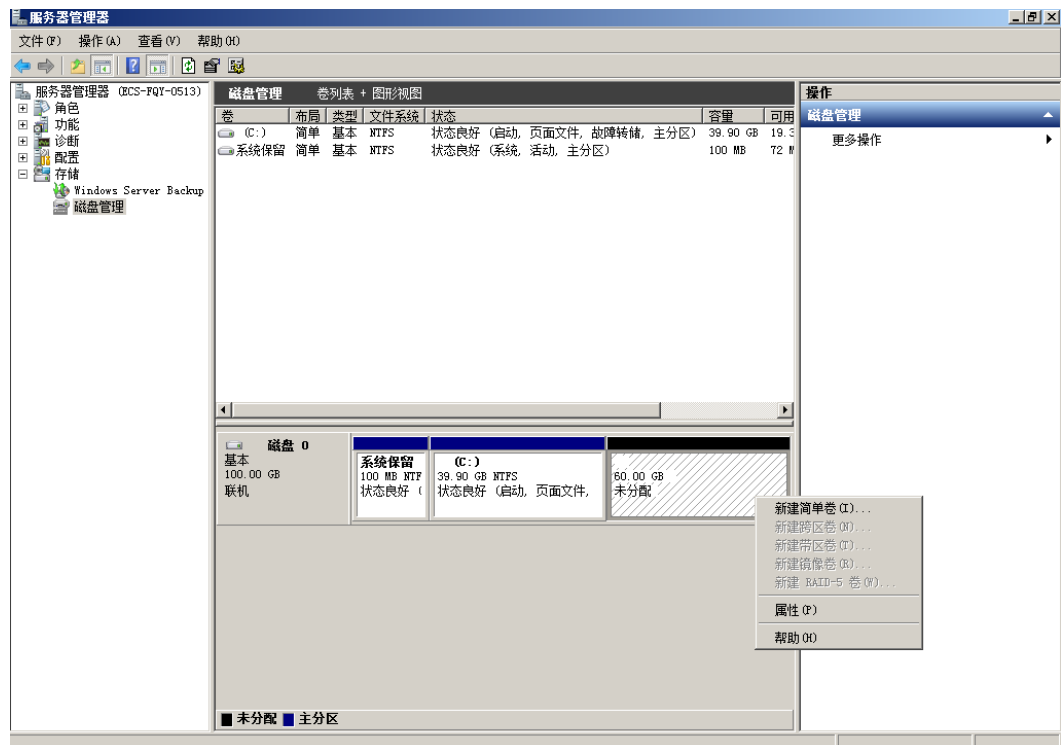 服务器管理器
文件(F) 操作(A) 查看(V) 帮助(H)
服务器管理器 (ECS-FQY-0513)
角色
功能
诊断
配置
存储
Windows Server Backup
磁盘管理
磁盘管理 卷列表 + 图形视图
卷 布局 类型 文件系统 状态 容量 可用
(C:) 简单 基本 NTFS 状态良好 (启动, 页面文件, 故障转储, 主分区) 39.90 GB 19.3
系统保留 简单 基本 NTFS 状态良好 (系统, 活动, 主分区) 100 MB 72 M
磁盘 0
基本
100.00 GB
联机
系统保留
100 MB NTF
状态良好 (
(C:)
39.90 GB NTFS
状态良好 (启动, 页面文件,
60.00 GB
未分配
新建简单卷(I)...
新建跨区卷(N)...
新建带区卷(T)...
新建镜像卷(R)...
新建 RAID-5 卷(W)...
属性(P)
帮助(H)
未分配 主分区
操作
磁盘管理
更多操作